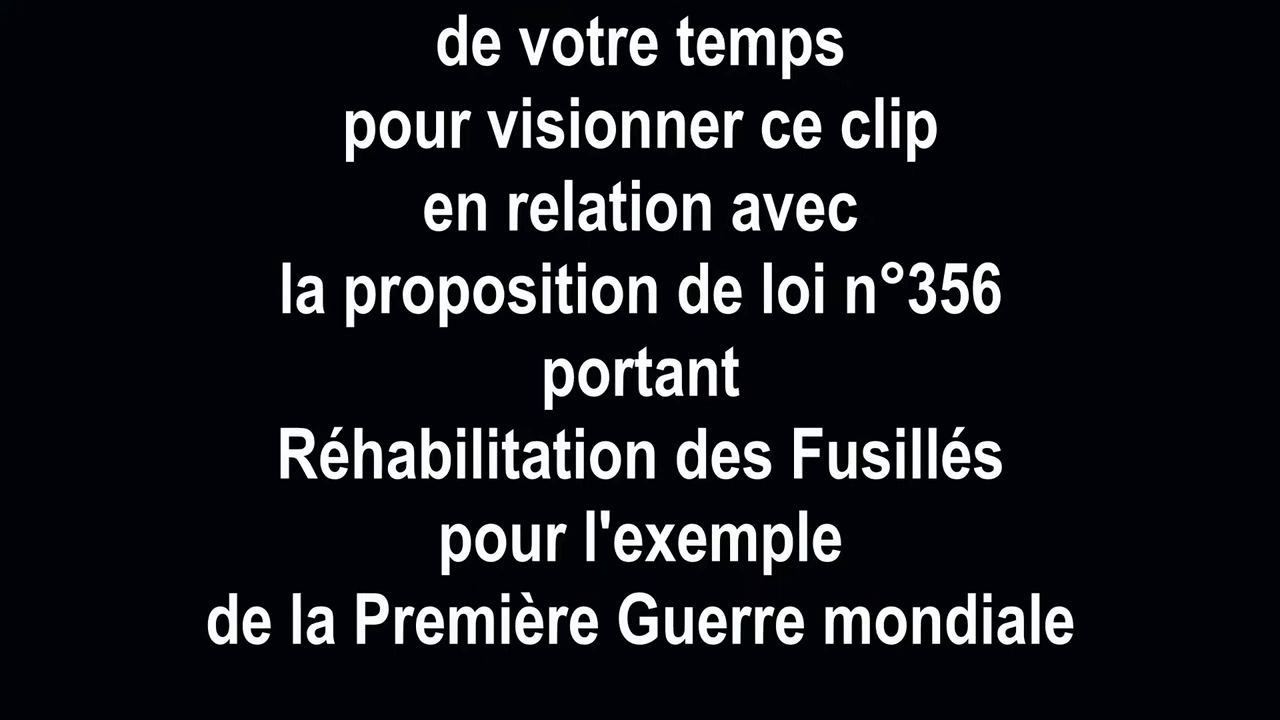 de votre temps
pour visionner ce clip
en relation avec
la proposition de loi n°356
portant
Réhabilitation des Fusillés
pour l'exemple
de la Première Guerre mondiale